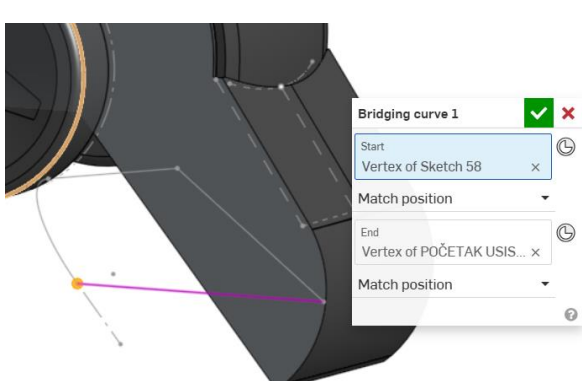 Bridging curve 1
Start
Vertex of Sketch 58
Match position
End
Vertex of POČETAK USIS...
Match position